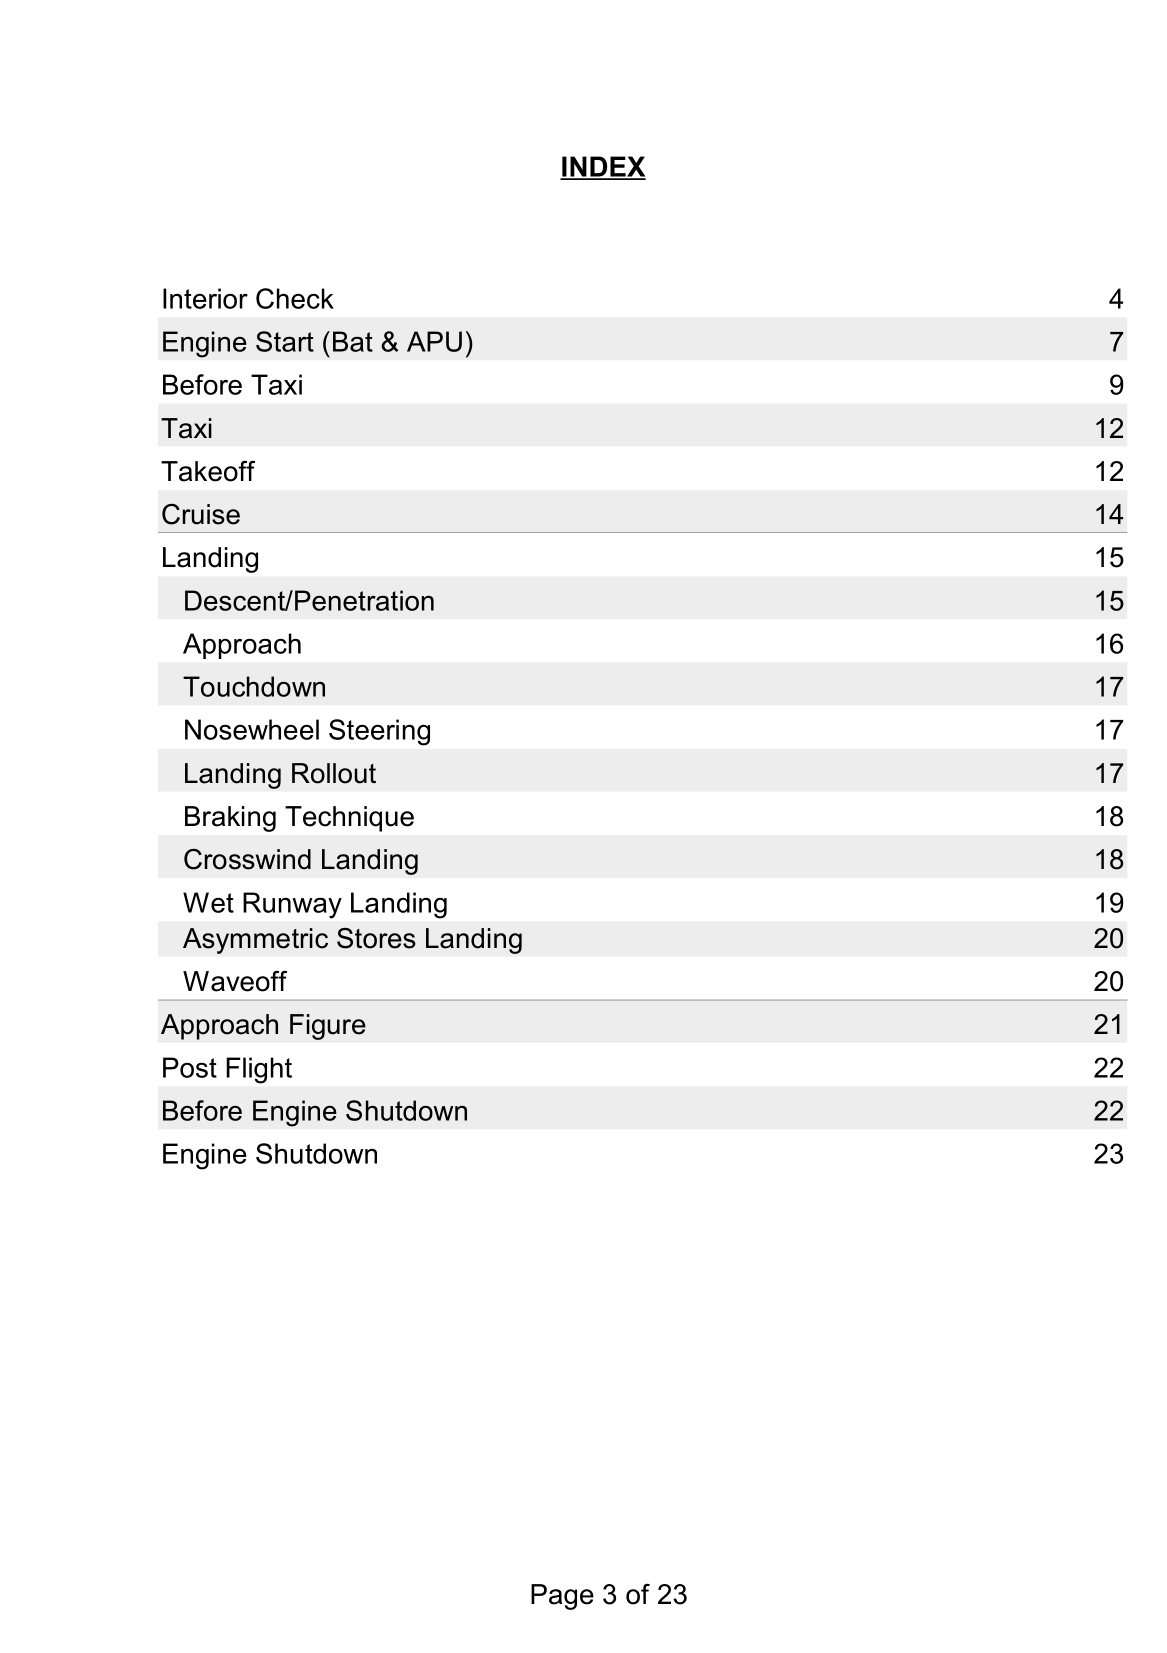 INDEX
Interior Check 4
Engine Start (Bat & APU) 7
Before Taxi 9
Taxi 12
Takeoff 12
Cruise 14
Landing 15
Descent/Penetration 15
Approach 16
Touchdown 17
Nosewheel Steering 17
Landing Rollout 17
Braking Technique 18
Crosswind Landing 18
Wet Runway Landing 19
Asymmetric Stores Landing 20
Waveoff 20
Approach Figure 21
Post Flight 22
Before Engine Shutdown 22
Engine Shutdown 23
Page 3 of 23